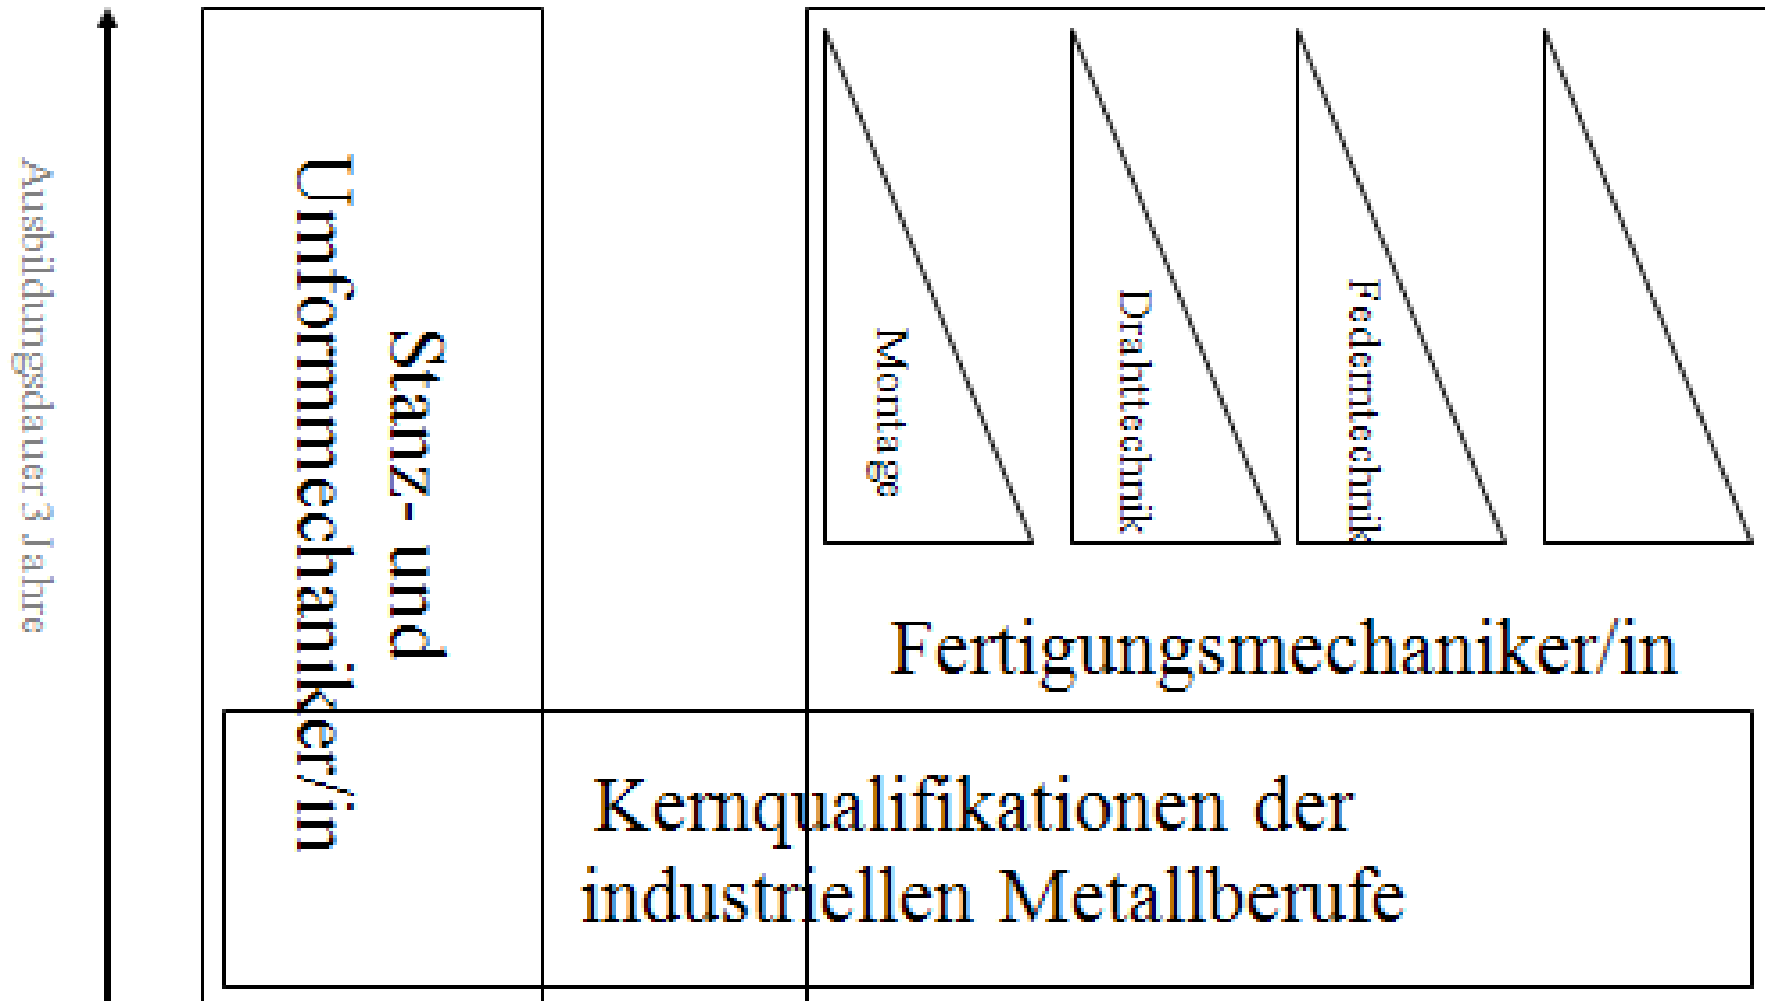 Ausbildungsdauer 3 Jahre
Stanz- und
Umformmechaniker/in
Montage
Drahttechnik
Federntechnik
Fertigungsmechaniker/in
Kernqualifikationen der
industriellen Metallberufe